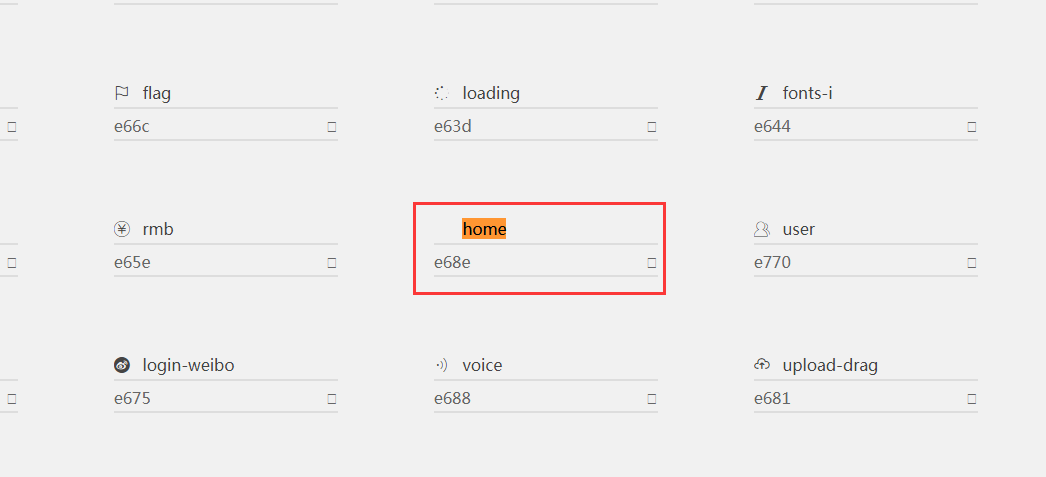 flag
loading
fonts-i
e66c
e63d
e644
rmb
home
user
e65e
e68e
e770
login-weibo
voice
upload-drag
e675
e688
e681